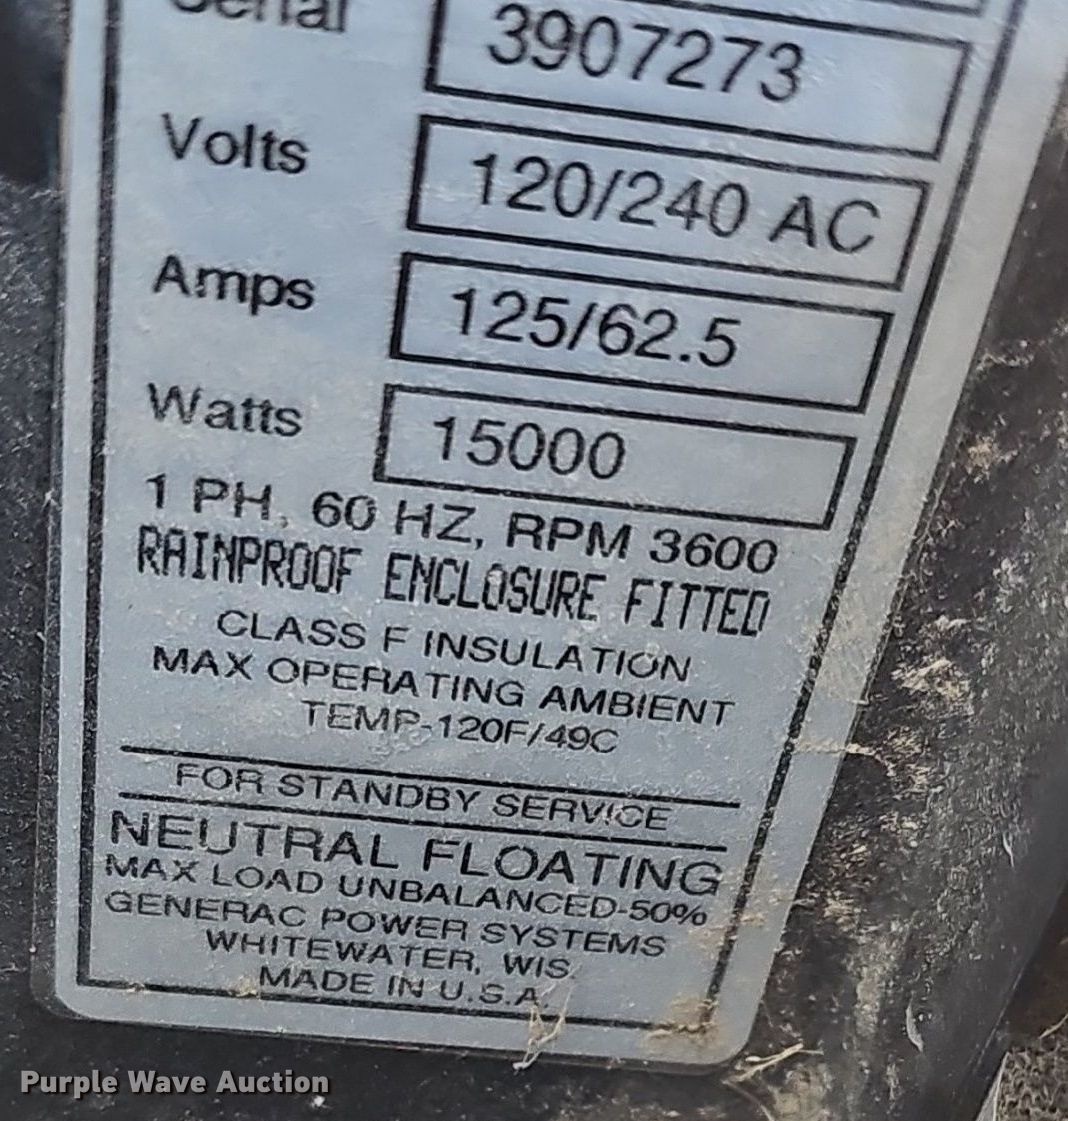 Serial 3907273
Volts 120/240 AC
Amps 125/62.5
Watts 15000
1 PH, 60 HZ, RPM 3600
RAINPROOF ENCLOSURE FITTED
CLASS F INSULATION
MAX OPERATING AMBIENT
TEMP-120F/49C
FOR STANDBY SERVICE
NEUTRAL FLOATING
MAX LOAD UNBALANCED-50%
GENERAC POWER SYSTEMS
WHITEWATER, WIS.
MADE IN U.S.A.
Purple Wave Auction